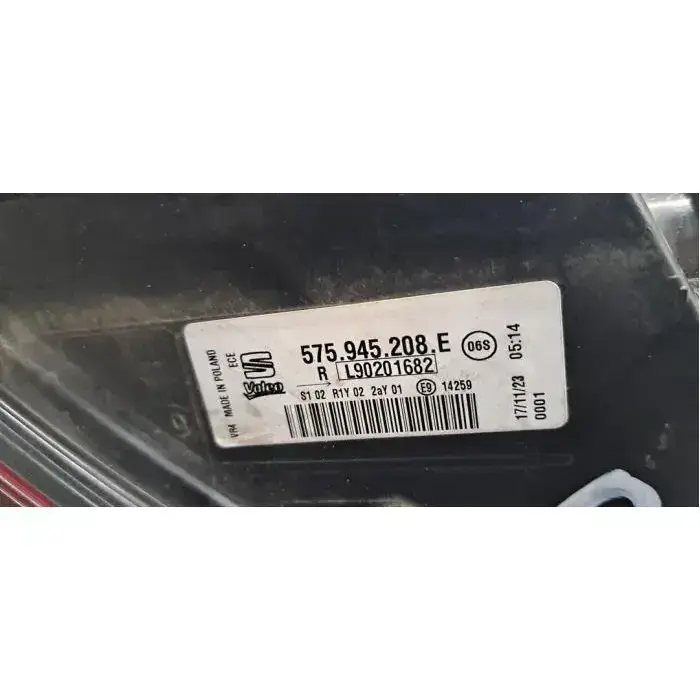 575.945.208.E
06S
R L90201682
S1 02 R1Y 02 2aY 01 E9 14259
Valeo
VR4 MADE IN POLAND
ECE
17/11/23 05:14
0001